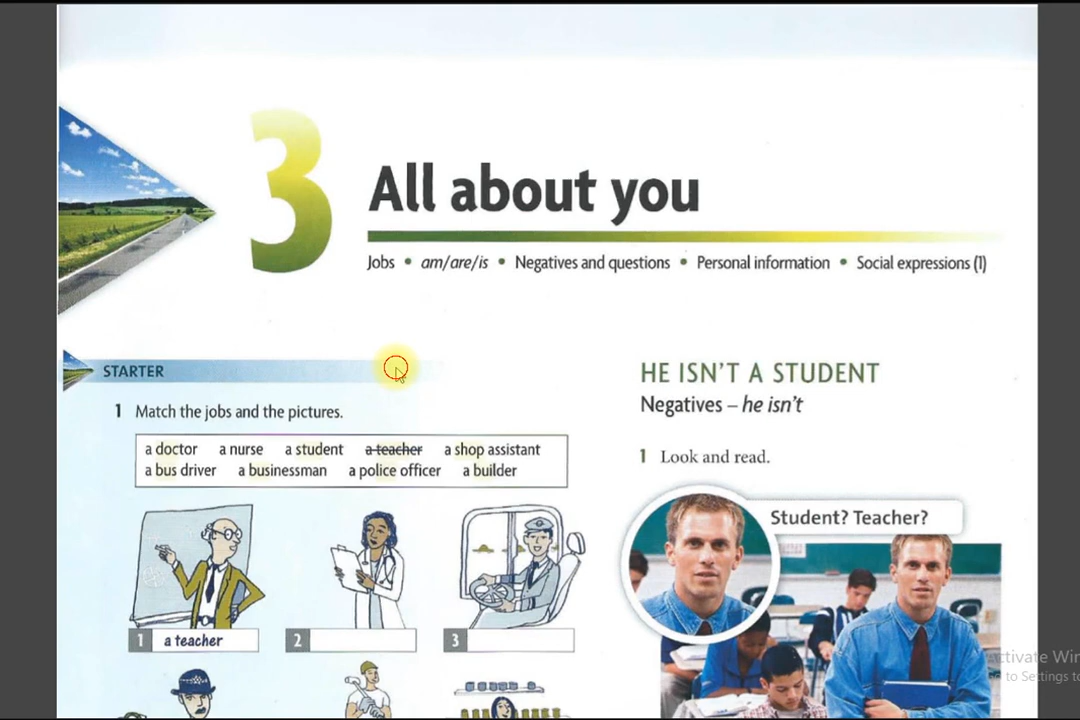 3
All about you
Jobs • am/are/is • Negatives and questions • Personal information • Social expressions (1)
STARTER
1 Match the jobs and the pictures.
a doctor a nurse a student a teacher a shop assistant
a bus driver a businessman a police officer a builder
1 a teacher
2
3
HE ISN'T A STUDENT
Negatives – he isn't
1 Look and read.
Student? Teacher?